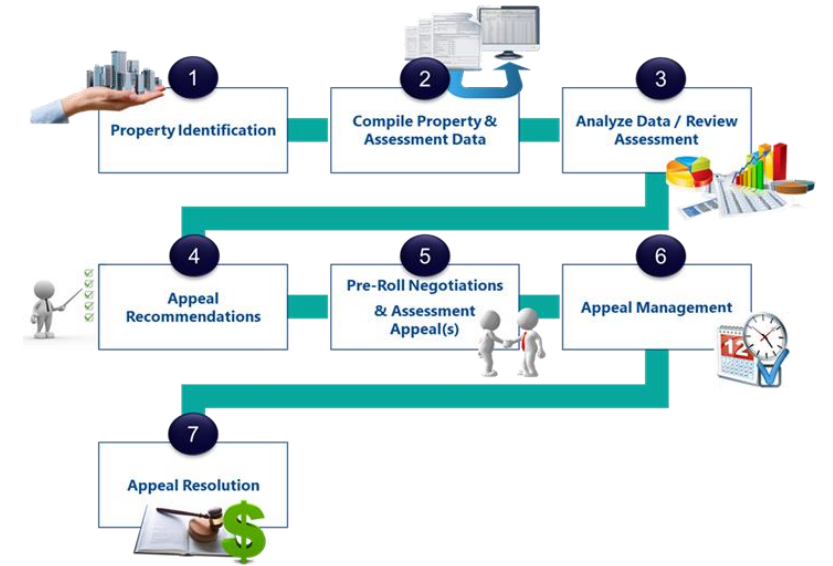 1
Property Identification
2
Compile Property &
Assessment Data
3
Analyze Data / Review
Assessment
4
Appeal
Recommendations
5
Pre-Roll Negotiations
& Assessment
Appeal(s)
6
Appeal Management
12
7
Appeal Resolution
$